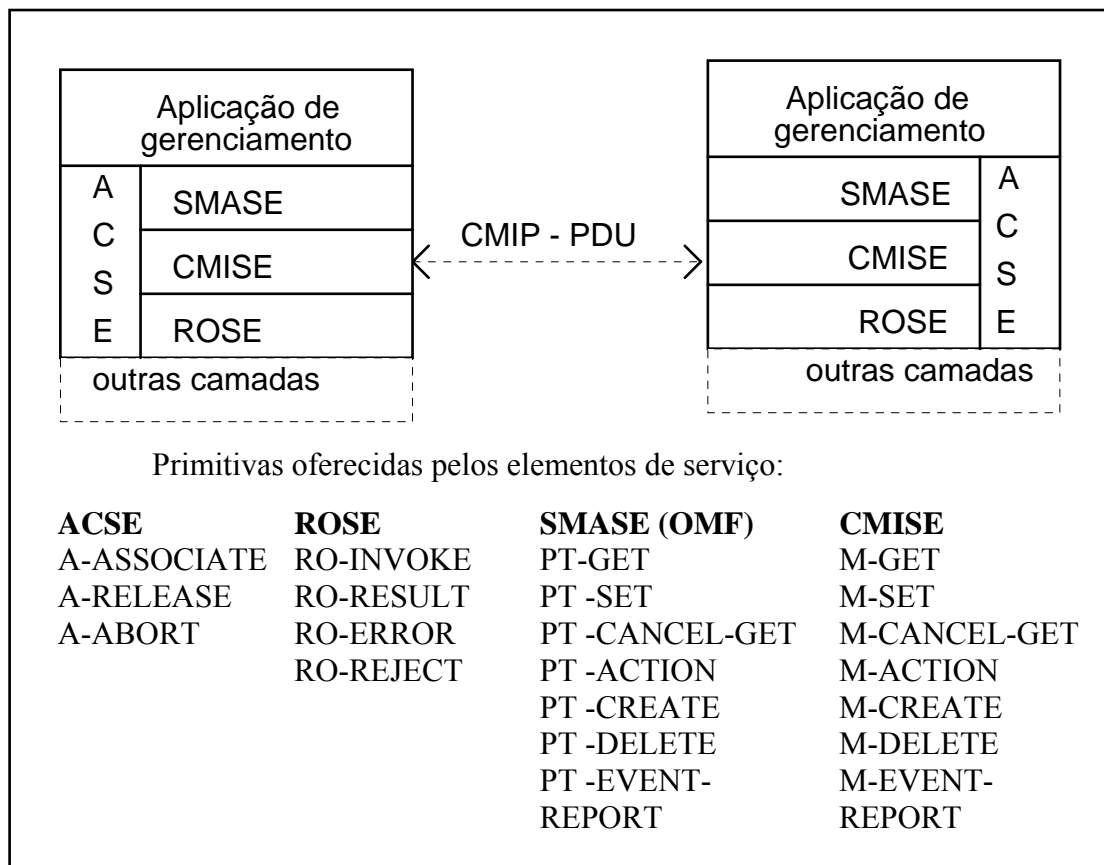 Aplicação de
gerenciamento
A
C
S
E
SMASE
CMISE
ROSE
outras camadas
CMIP - PDU
Aplicação de
gerenciamento
SMASE
CMISE
ROSE
A
C
S
E
outras camadas
Primitivas oferecidas pelos elementos de serviço:
ACSE
A-ASSOCIATE
A-RELEASE
A-ABORT
ROSE
RO-INVOKE
RO-RESULT
RO-ERROR
RO-REJECT
SMASE (OMF)
PT-GET
PT -SET
PT -CANCEL-GET
PT -ACTION
PT -CREATE
PT -DELETE
PT -EVENT-
REPORT
CMISE
M-GET
M-SET
M-CANCEL-GET
M-ACTION
M-CREATE
M-DELETE
M-EVENT-
REPORT